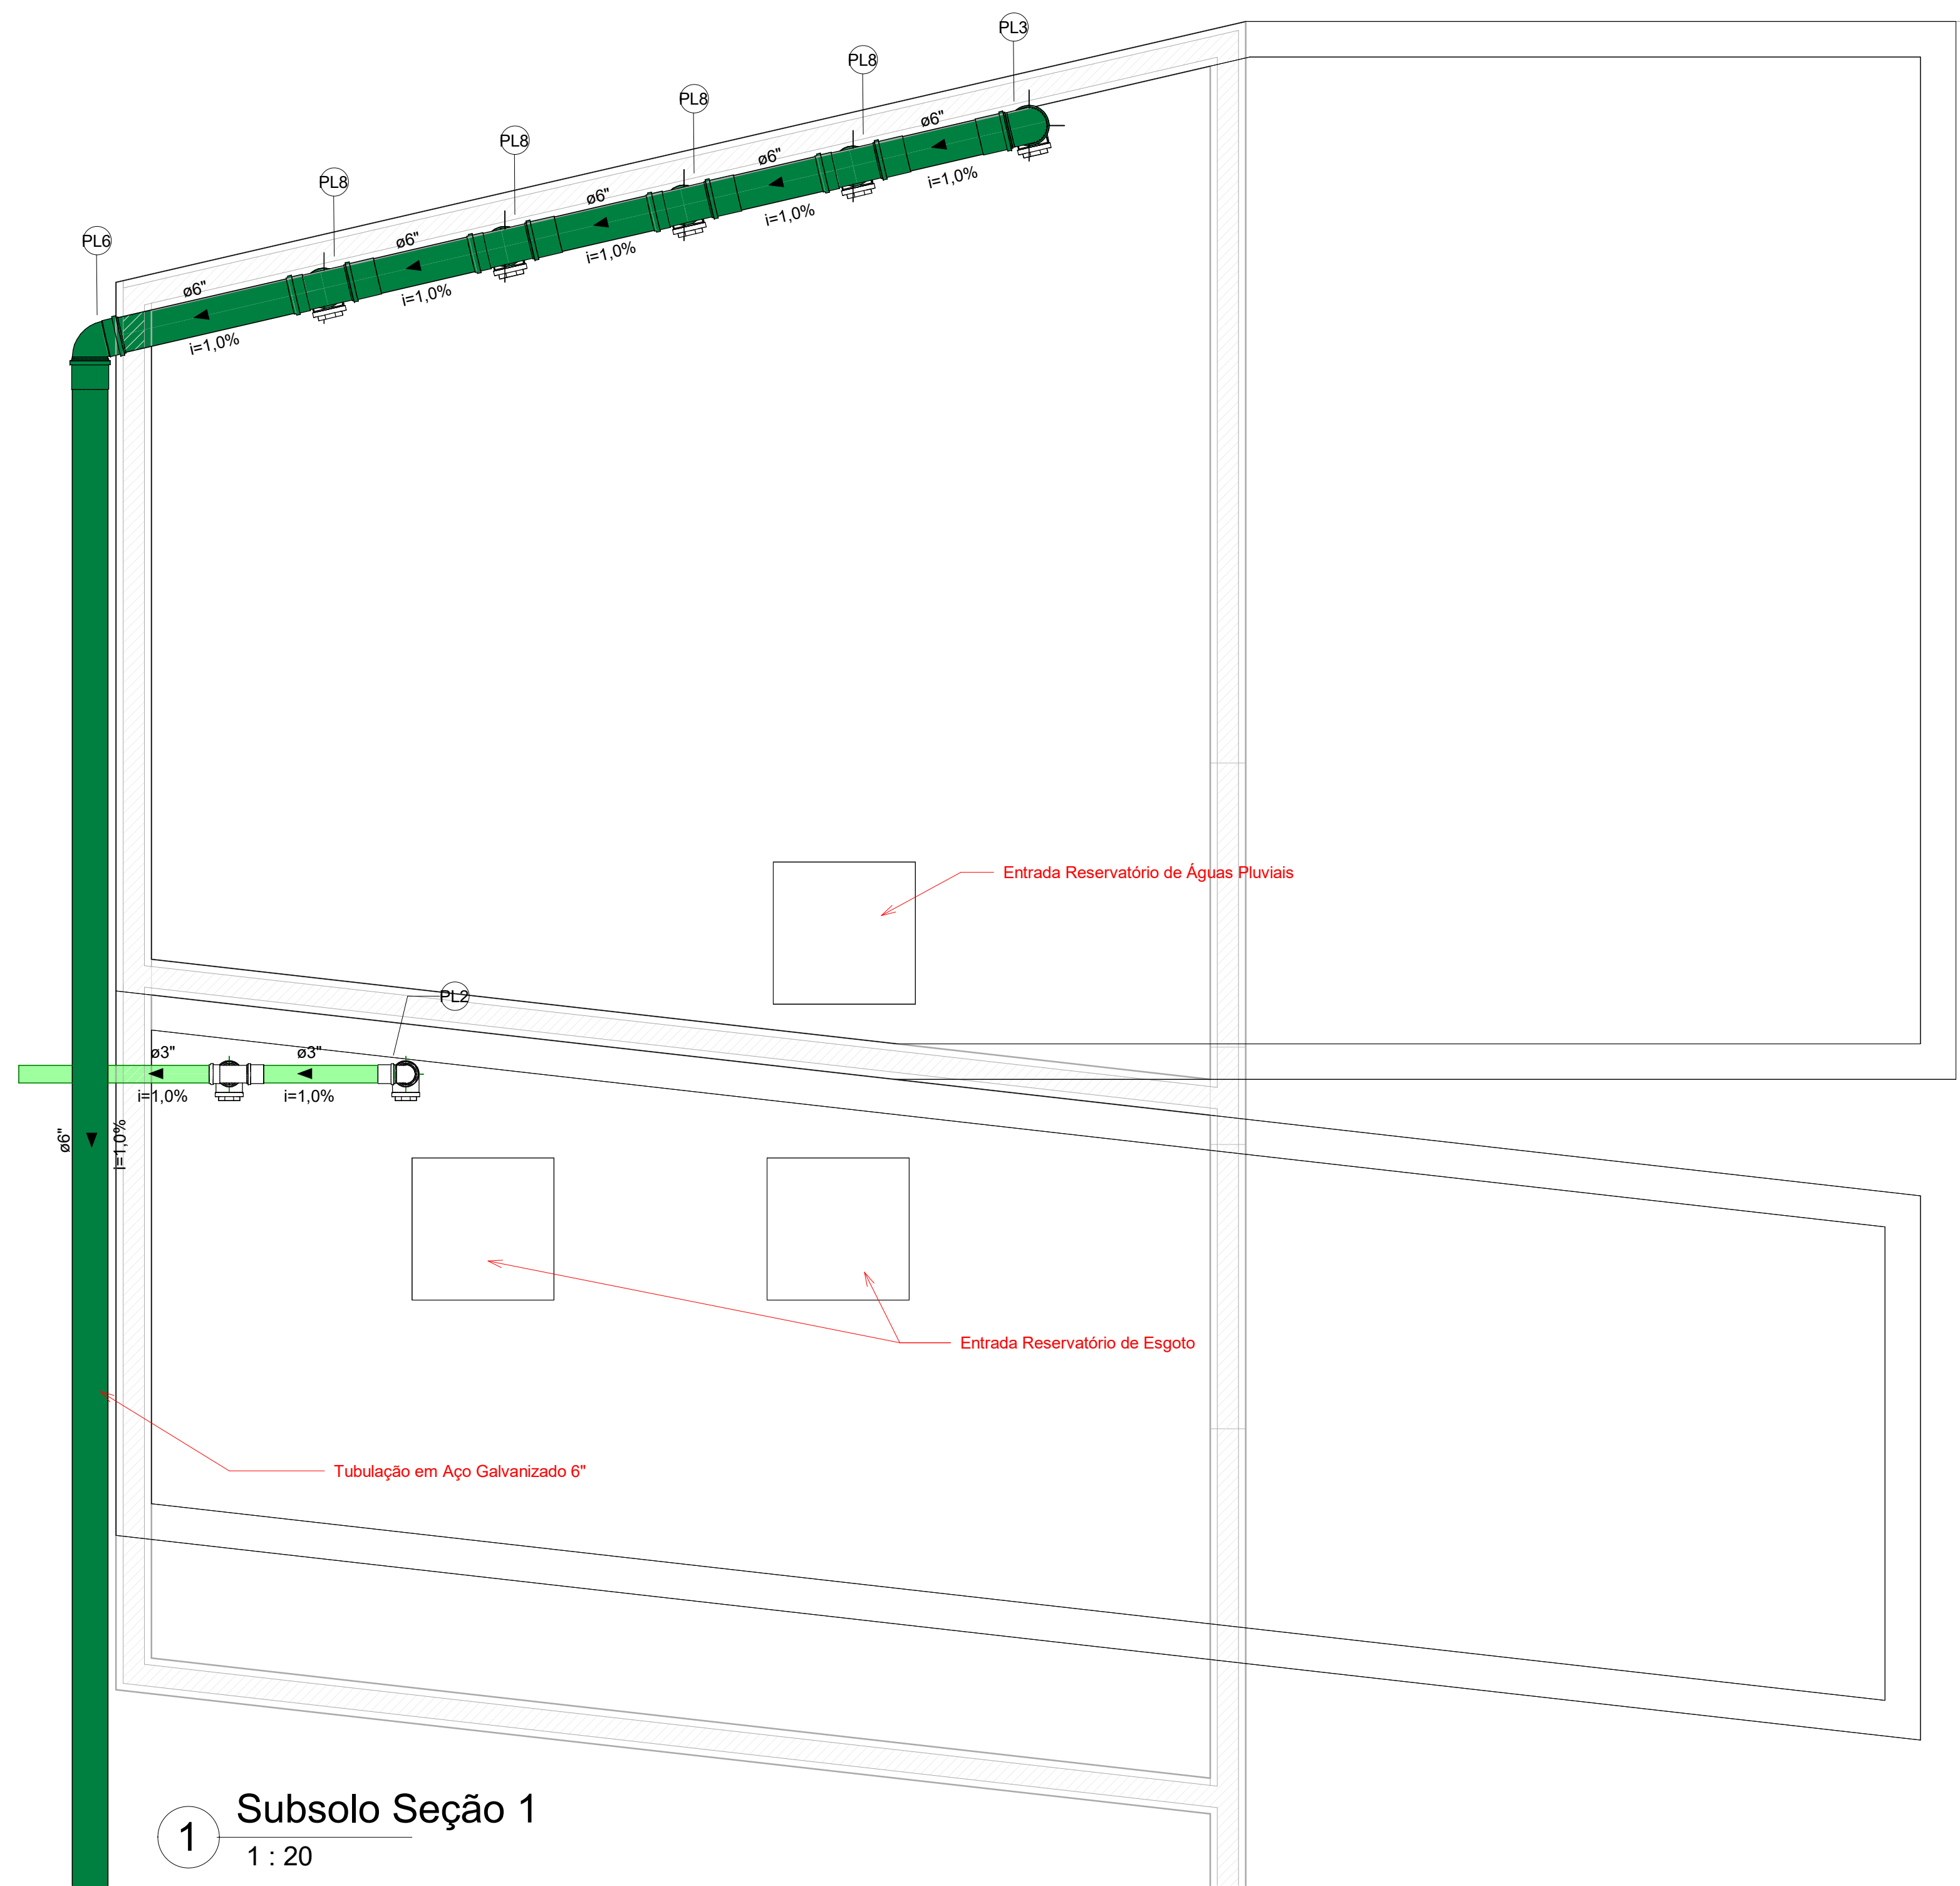 PL3
PL8
PL8
PL8
PL8
PL6
ø6"
i=1,0%
ø6"
i=1,0%
ø6"
i=1,0%
ø6"
i=1,0%
ø6"
i=1,0%
Entrada Reservatório de Águas Pluviais
PL2
ø3"
ø3"
i=1,0%
i=1,0%
ø6"
i=1,0%
Entrada Reservatório de Esgoto
Tubulação em Aço Galvanizado 6"
1
Subsolo Seção 1
1 : 20